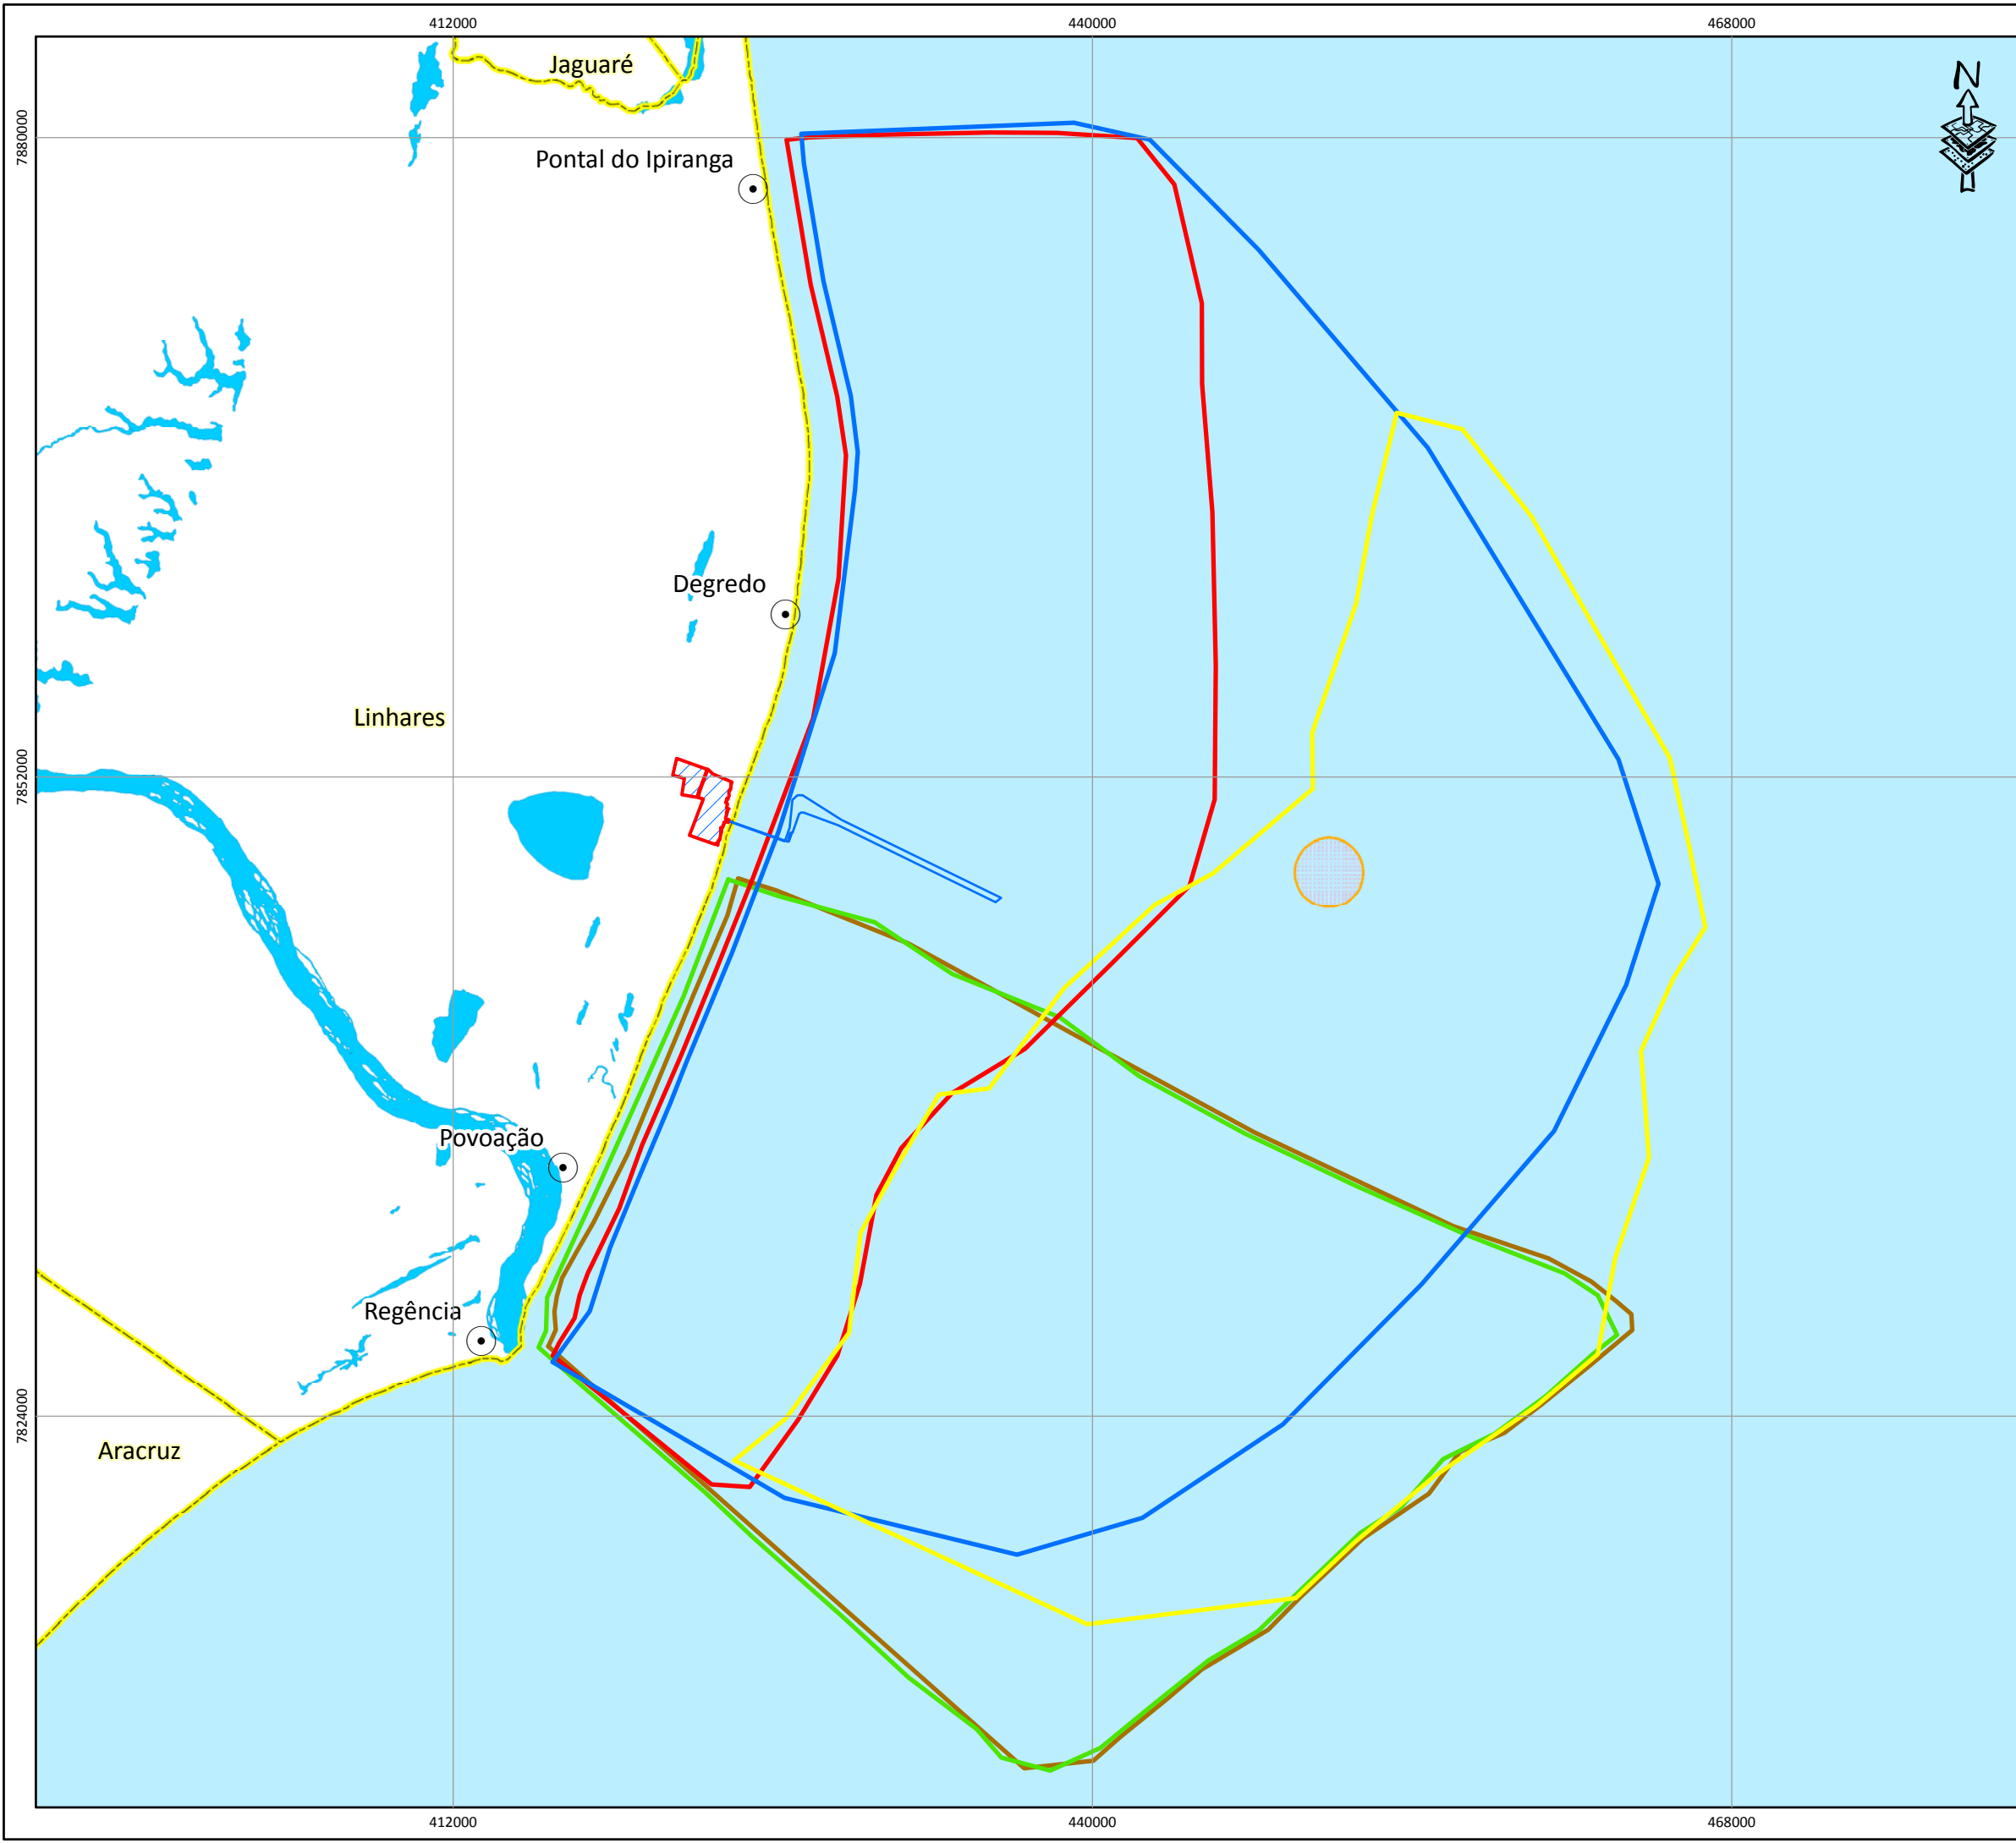 412000 440000 468000
N
Jaguaré
7880000
Pontal do Ipiranga
Degredo
Linhares
7852000
Povoação
Regência
7824000
Aracruz
412000 440000 468000